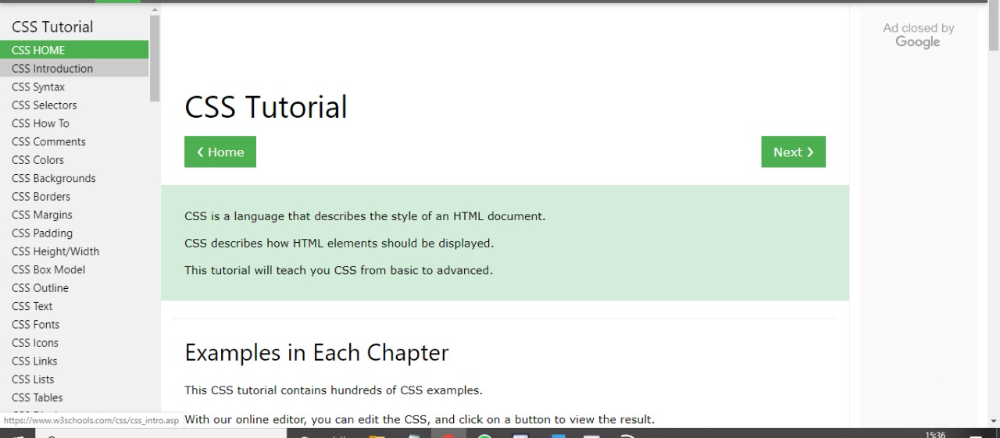 CSS Tutorial
CSS HOME
CSS Introduction
CSS Syntax
CSS Selectors
CSS How To
CSS Comments
CSS Colors
CSS Backgrounds
CSS Borders
CSS Margins
CSS Padding
CSS Height/Width
CSS Box Model
CSS Outline
CSS Text
CSS Fonts
CSS Icons
CSS Links
CSS Lists
CSS Tables
https://www.w3schools.com/css/css_intro.asp
CSS Tutorial
❮ Home
Next ❯
CSS is a language that describes the style of an HTML document.
CSS describes how HTML elements should be displayed.
This tutorial will teach you CSS from basic to advanced.
Examples in Each Chapter
This CSS tutorial contains hundreds of CSS examples.
With our online editor, you can edit the CSS, and click on a button to view the result.
Ad closed by
Google
15:36